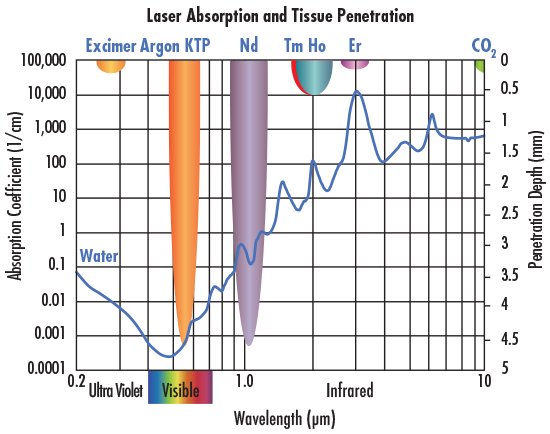 Laser Absorption and Tissue Penetration
Excimer Argon KTP Nd Tm Ho Er CO2
100,000 0
10,000 0.5
1,000 1
100 1.5
10 2
1 2.5
0.1 3
0.01 3.5
0.001 4
0.0001 4.5
5
Absorption Coefficient (1/cm)
Penetration Depth (mm)
Water
0.2 1.0 10
Ultra Violet Visible Infrared
Wavelength (μm)